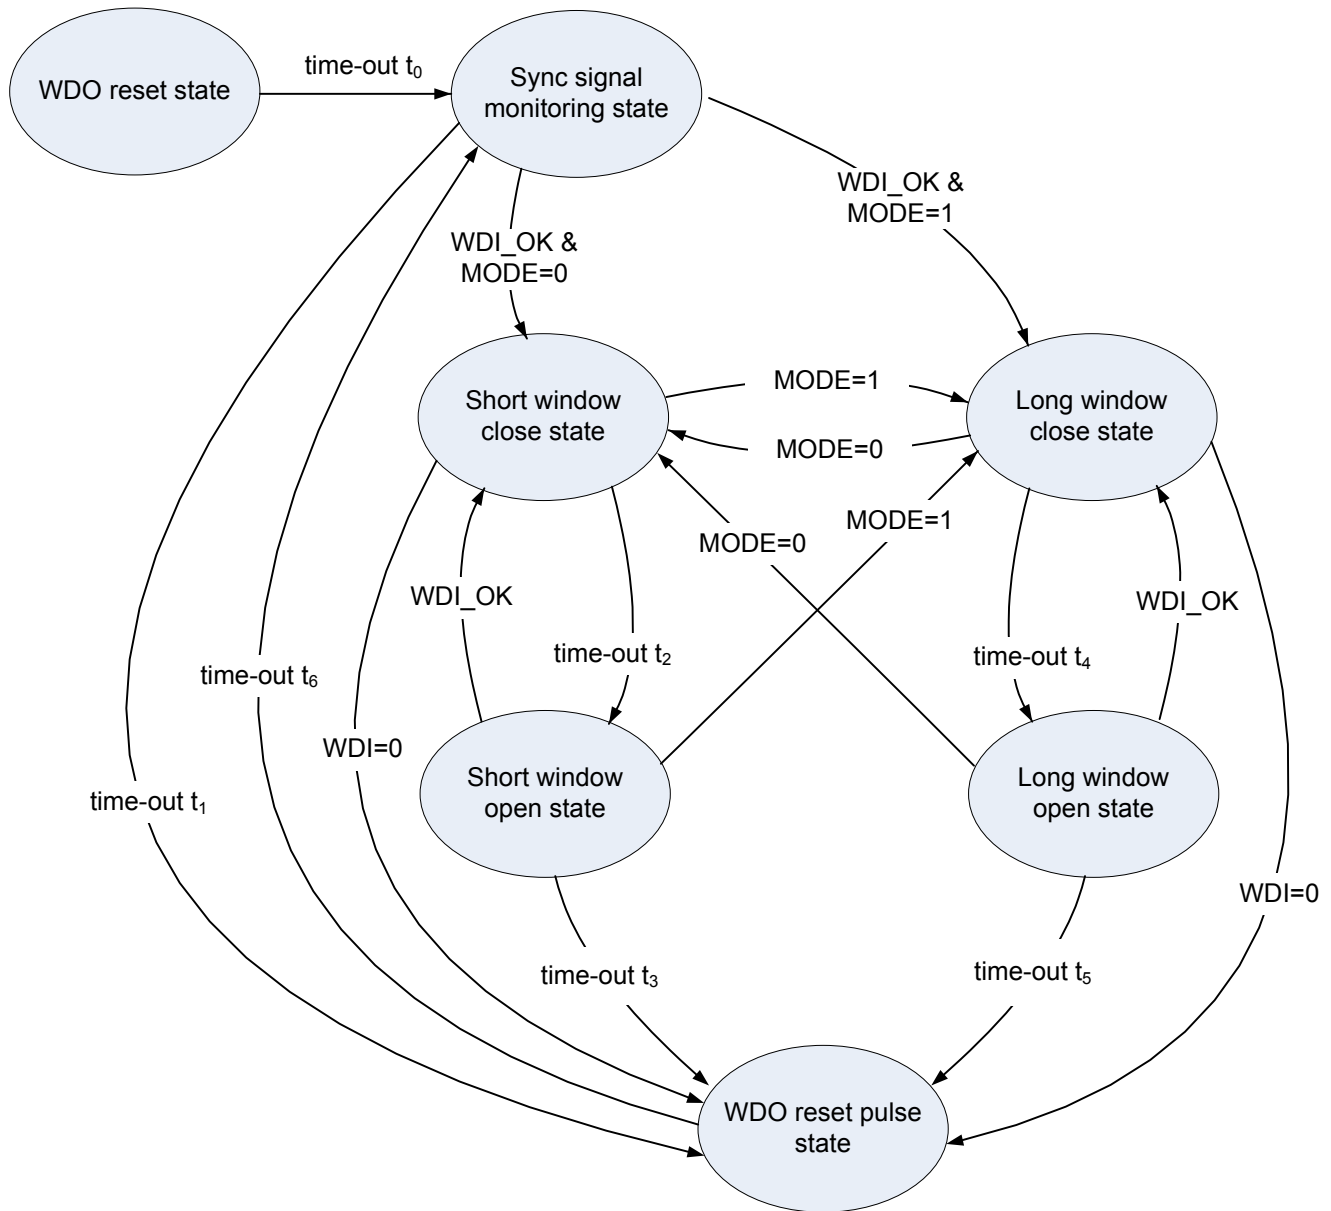 WDO reset state
time-out t0
Sync signal
monitoring state
WDI_OK &
MODE=1
WDI_OK &
MODE=0
Short window
close state
MODE=1
MODE=0
Long window
close state
MODE=1
MODE=0
WDI_OK
WDI_OK
time-out t2
time-out t4
time-out t6
WDI=0
Short window
open state
Long window
open state
time-out t1
WDI=0
time-out t3
time-out t5
WDO reset pulse
state